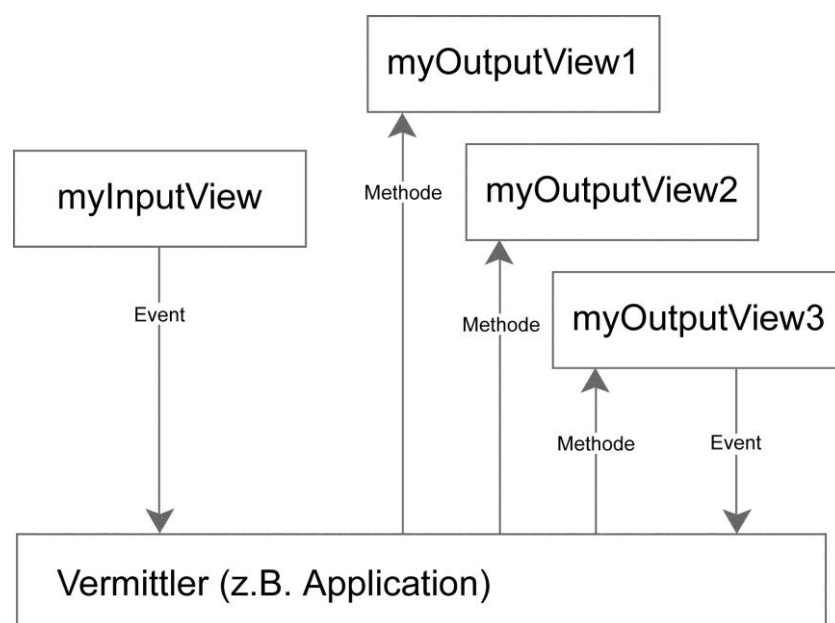 myOutputView1
myInputView
Methode
myOutputView2
Event
Methode
myOutputView3
Methode
Event
Vermittler (z.B. Application)